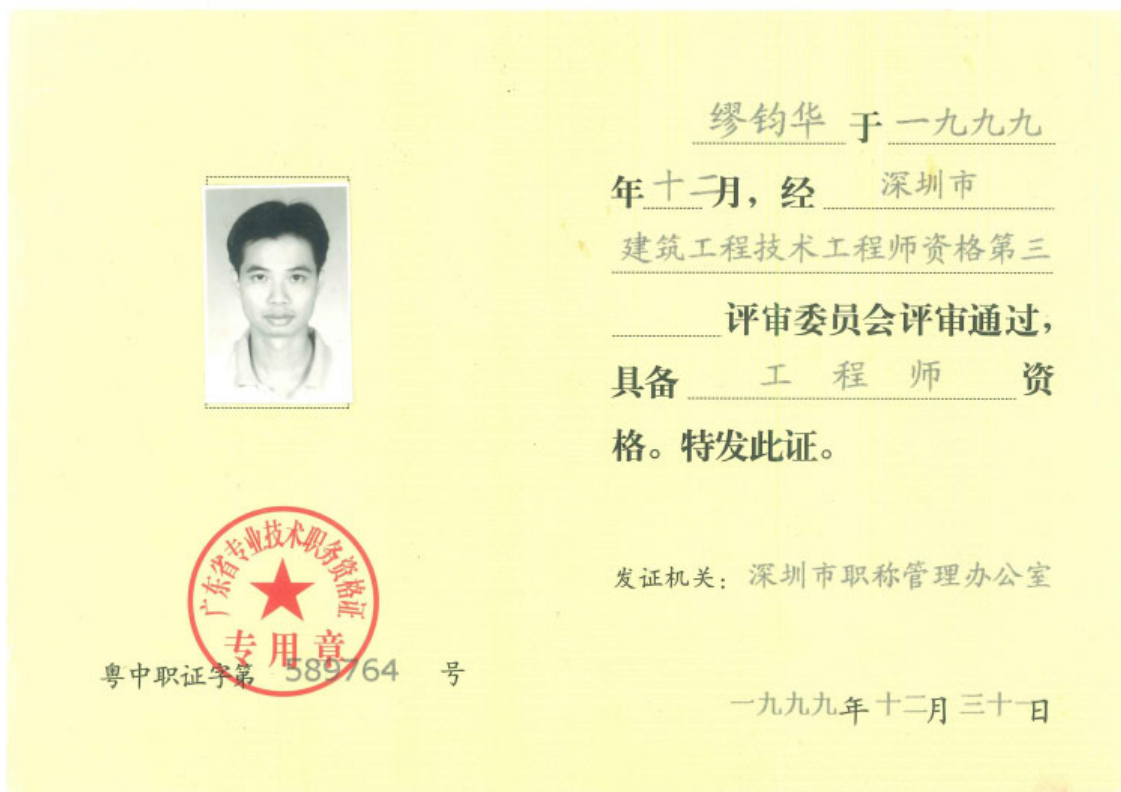 广东省专业技术职务资格证
专用章
粤中职证字第 589764 号
缪钧华 于 一九九九
年 十二 月，经 深圳市
建筑工程技术工程师资格第三
评审委员会评审通过，
具备 工 程 师 资
格。特发此证。
发证机关：深圳市职称管理办公室
一九九九年十二月三十一日